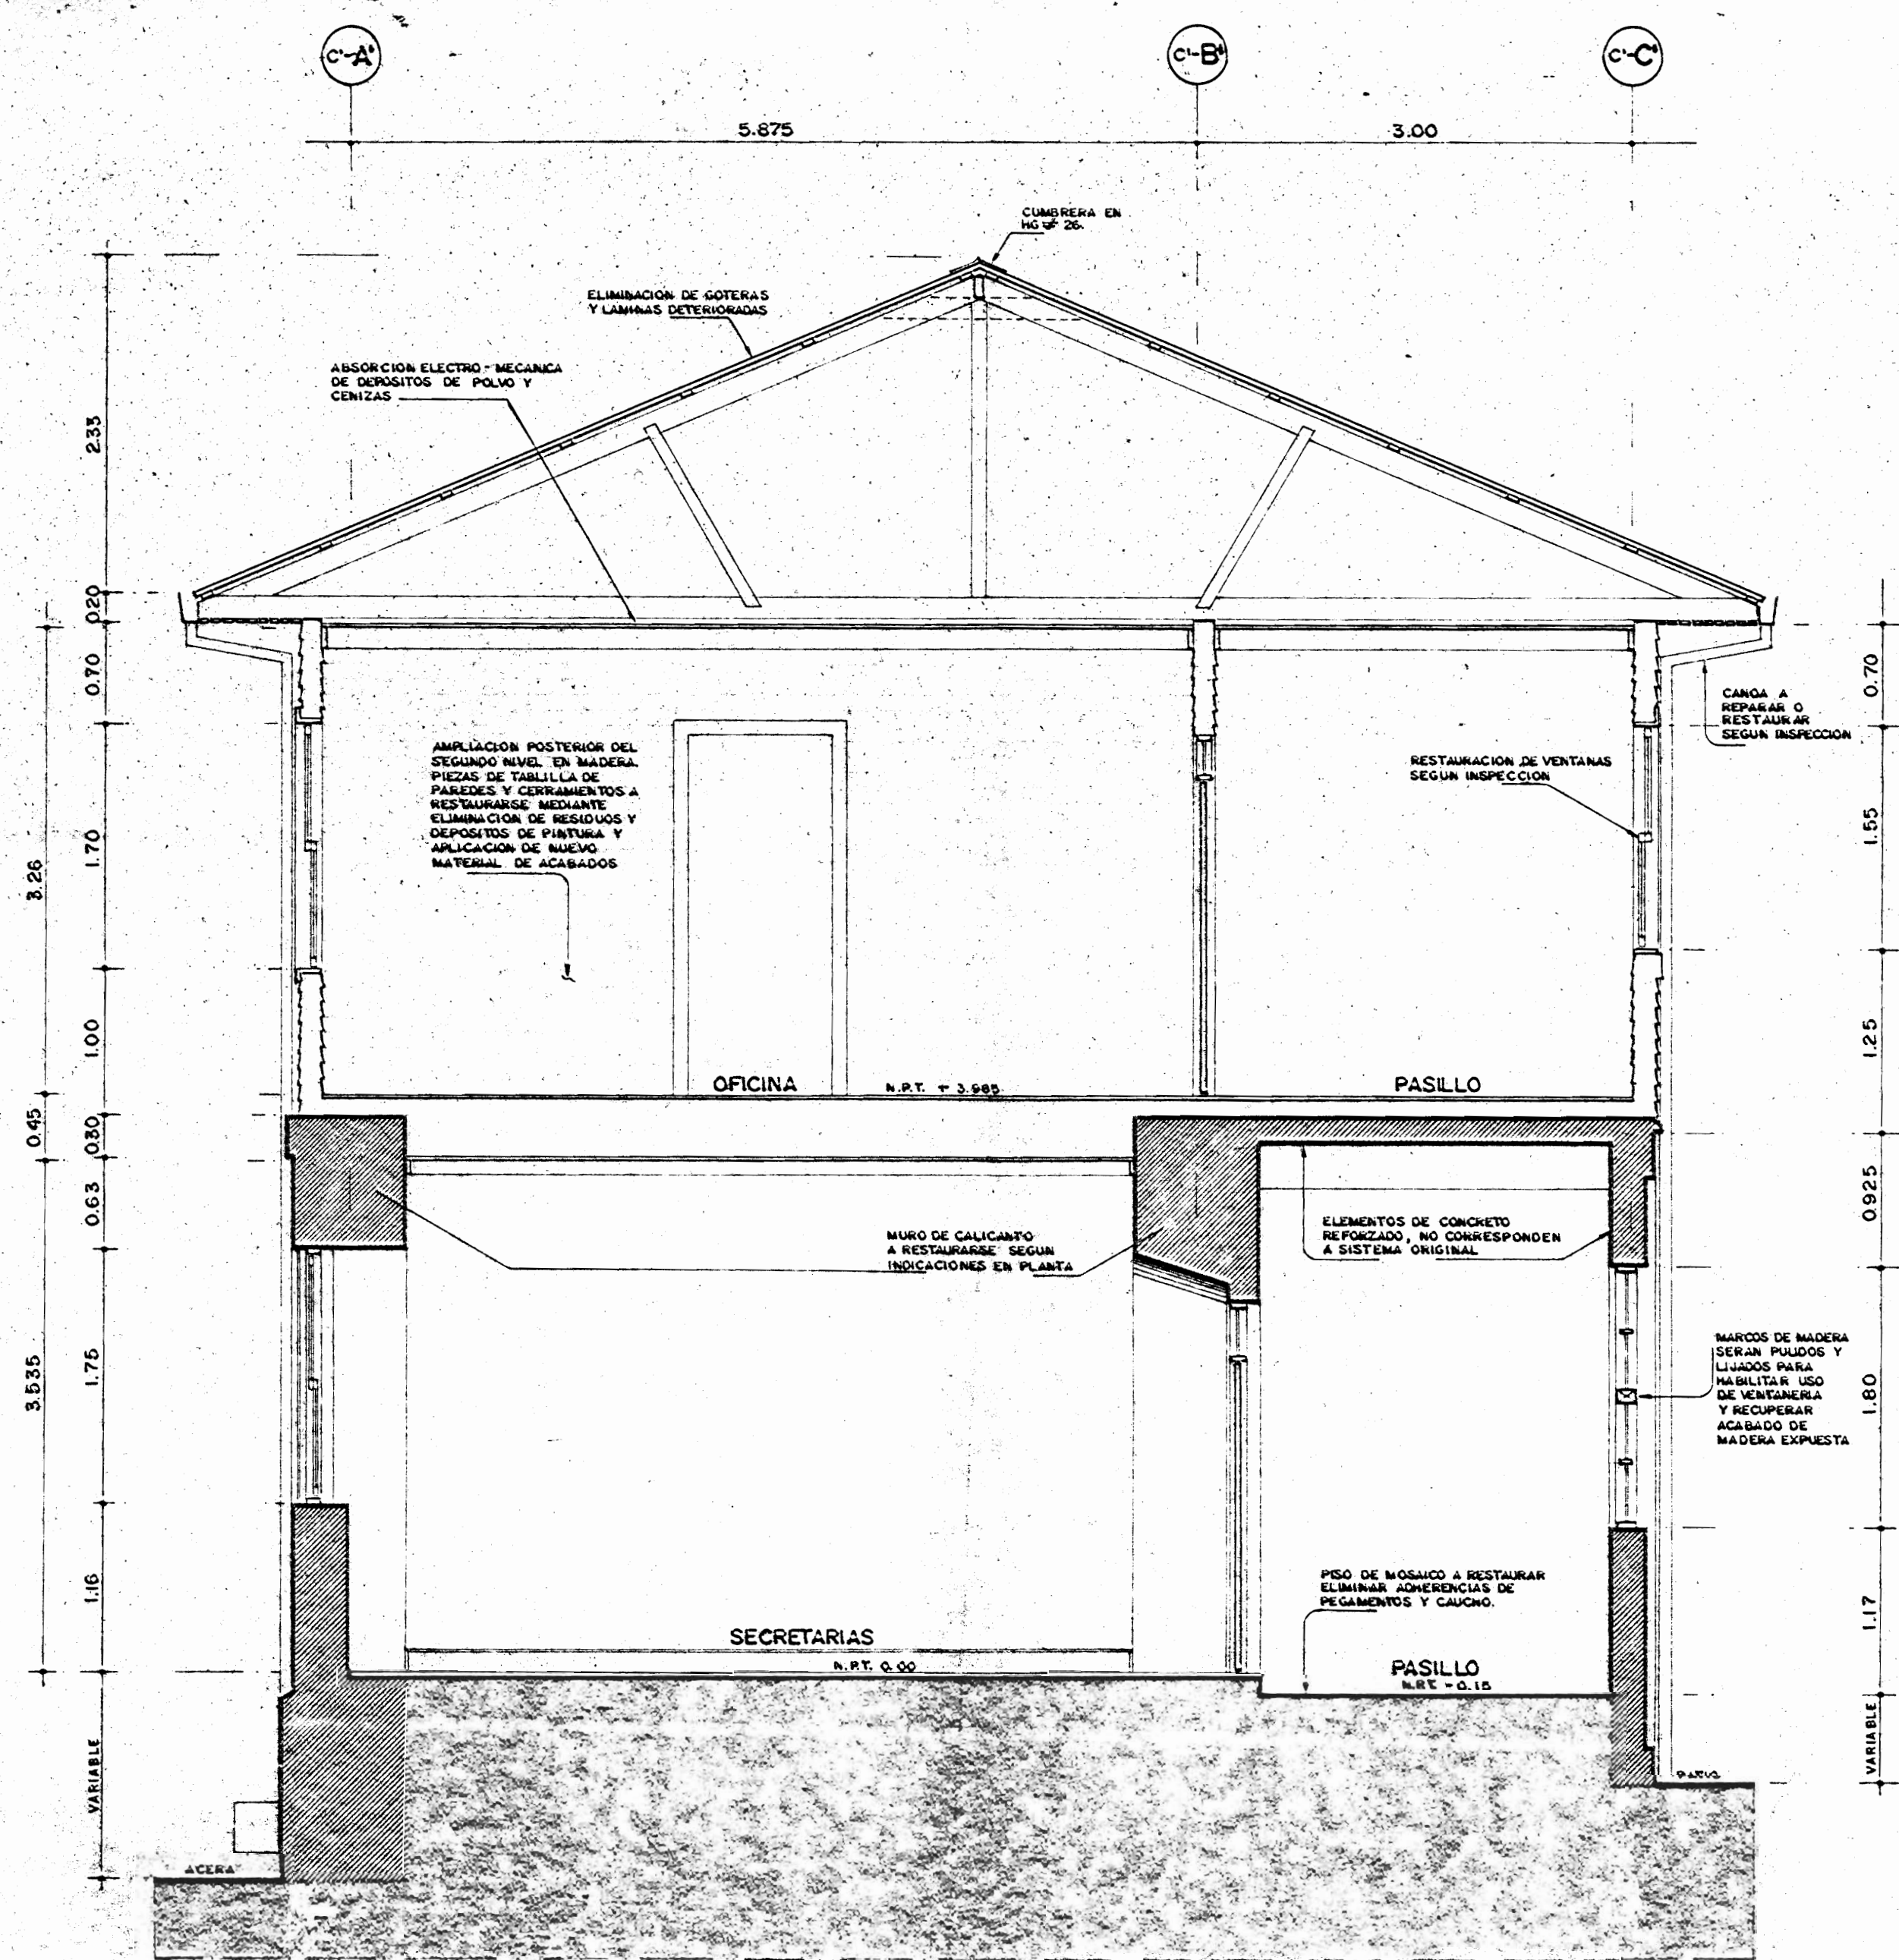 C'-A'
C'-B'
C'-C'
5.875
3.00
CUMBRERA EN
HG # 26.
ELIMINACION DE GOTERAS
Y LAMINAS DETERIORADAS
ABSORCION ELECTRO-MECANICA
DE DEPOSITOS DE POLVO Y
CENIZAS
2.33
0.20
0.70
1.70
3.26
1.00
0.45
0.30
0.63
1.75
3.535
1.16
VARIABLE
0.70
CANOA A
REPARAR O
RESTAURAR
SEGUN INSPECCION
AMPLIACION POSTERIOR DEL
SEGUNDO NIVEL EN MADERA.
PIEZAS DE TABLILLA DE
PAREDES Y CERRAMIENTOS A
RESTAURARSE MEDIANTE
ELIMINACION DE RESIDUOS Y
DEPOSITOS DE PINTURA Y
APLICACION DE NUEVO
MATERIAL DE ACABADOS
RESTAURACION DE VENTANAS
SEGUN INSPECCION
1.55
1.25
OFICINA
N.P.T. + 3.985
PASILLO
0.925
MURO DE CALICANTO
A RESTAURARSE SEGUN
INDICACIONES EN PLANTA
ELEMENTOS DE CONCRETO
REFORZADO, NO CORRESPONDEN
A SISTEMA ORIGINAL
MARCOS DE MADERA
SERAN PULIDOS Y
LIJADOS PARA
HABILITAR USO
DE VENTANERIA
Y RECUPERAR
ACABADO DE
MADERA EXPUESTA
1.80
PISO DE MOSAICO A RESTAURAR
ELIMINAR ADHERENCIAS DE
PEGAMENTOS Y CAUCHO.
1.17
SECRETARIAS
N.P.T. 0.00
PASILLO
N.P.T. - 0.15
VARIABLE
PATIO
ACERA